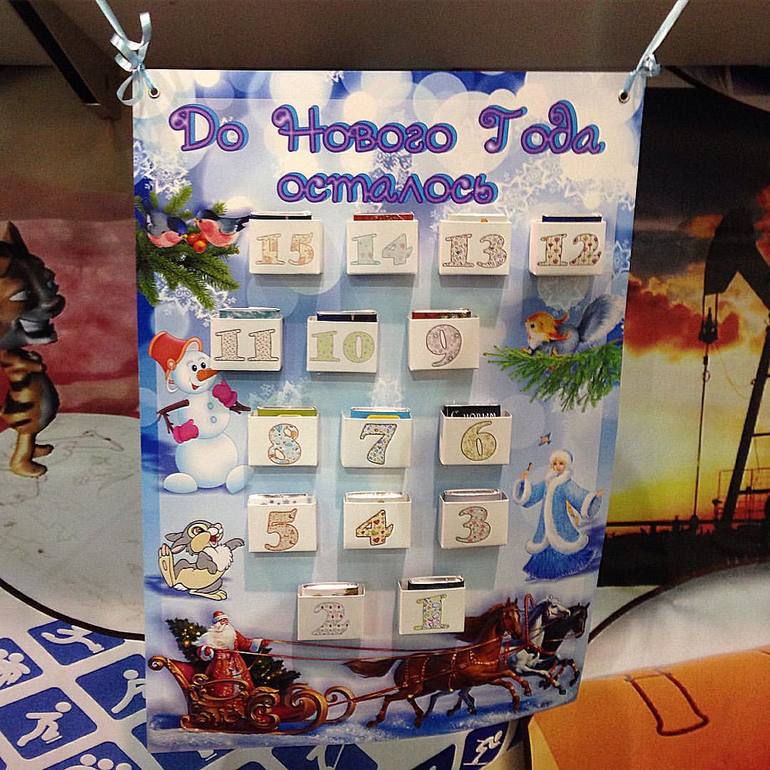 До Нового Года,
осталось
15 14 13 12
11 10 9
8 7 6
5 4 3
2 1